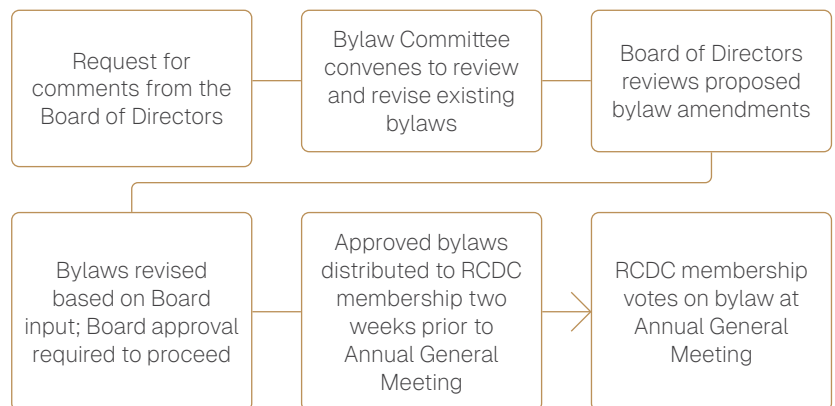 Request for
comments from the
Board of Directors
Bylaw Committee
convenes to review
and revise existing
bylaws
Board of Directors
reviews proposed
bylaw amendments
Bylaws revised
based on Board
input; Board approval
required to proceed
Approved bylaws
distributed to RCDC
membership two
weeks prior to
Annual General
Meeting
RCDC membership
votes on bylaw at
Annual General
Meeting